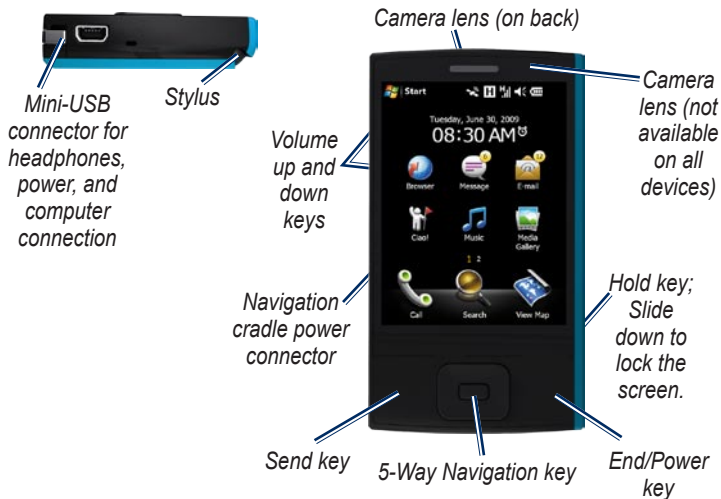 Camera lens (on back)
Mini-USB
connector for
headphones,
power, and
computer
connection
Stylus
Volume
up and
down
keys
Camera
lens (not
available
on all
devices)
Start
Tuesday, June 30, 2009
08:30 AM
6
12
Browser
Message
E-mail
Ciao!
Music
Media
Gallery
1 2
Call
Search
View Map
Navigation
cradle power
connector
Hold key;
Slide
down to
lock the
screen.
Send key
5-Way Navigation key
End/Power
key